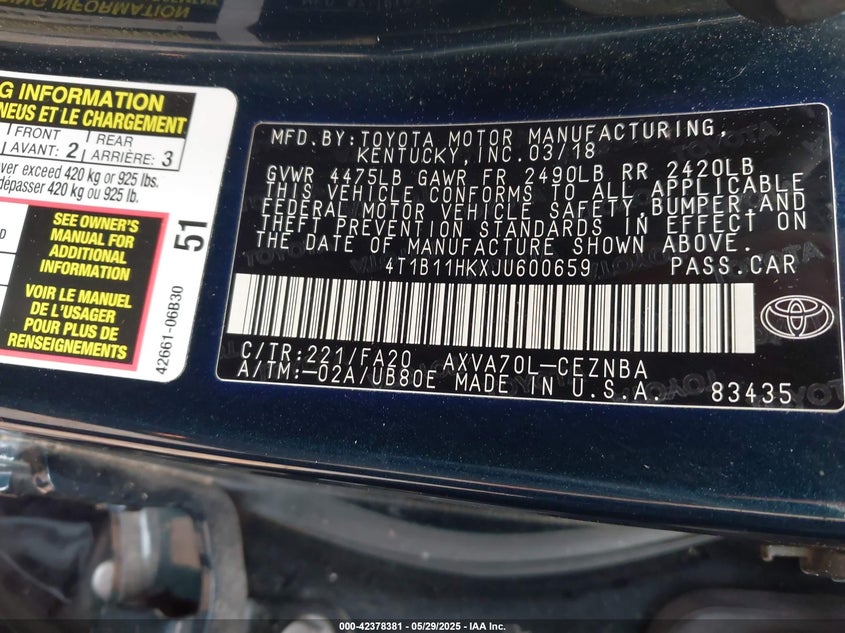 G INFORMATION
NEUS ET LE CHARGEMENT
FRONT
AVANT: 2
REAR
ARRIÈRE: 3
ver exceed 420 kg or 925 lbs.
dépasser 420 kg ou 925 lb.
SEE OWNER'S
MANUAL FOR
ADDITIONAL
INFORMATION
VOIR LE MANUEL
DE L'USAGER
POUR PLUS DE
RENSEIGNEMENTS
51
42661-06B30
MFD.BY:TOYOTA MOTOR MANUFACTURING,
KENTUCKY,INC.03/18
GVWR 4475LB GAWR FR 2490LB RR 2420LB
THIS VEHICLE CONFORMS TO ALL APPLICABLE
FEDERAL MOTOR VEHICLE SAFETY,BUMPER,AND
THEFT PREVENTION STANDARDS IN EFFECT ON
THE DATE OF MANUFACTURE SHOWN ABOVE.
4T1B11HKXJU600659 PASS.CAR
C/TR:221/FA20 AXVA70L-CEZNBA
A/TM:-02A/UB80E MADE IN U.S.A. 83435
000-42378381 | 05/29/2025 - IAA Inc.